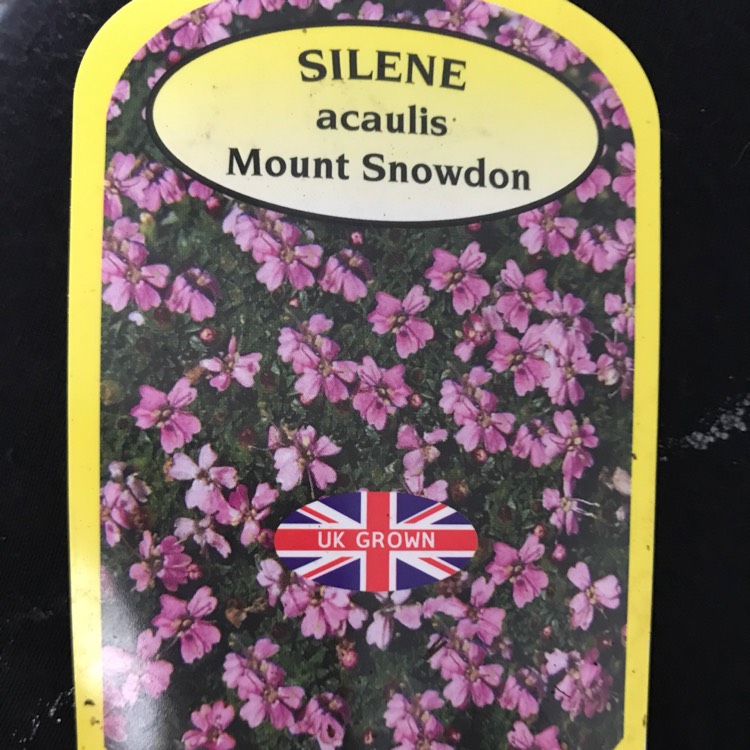 SILENE
acaulis
Mount Snowdon
UK GROWN